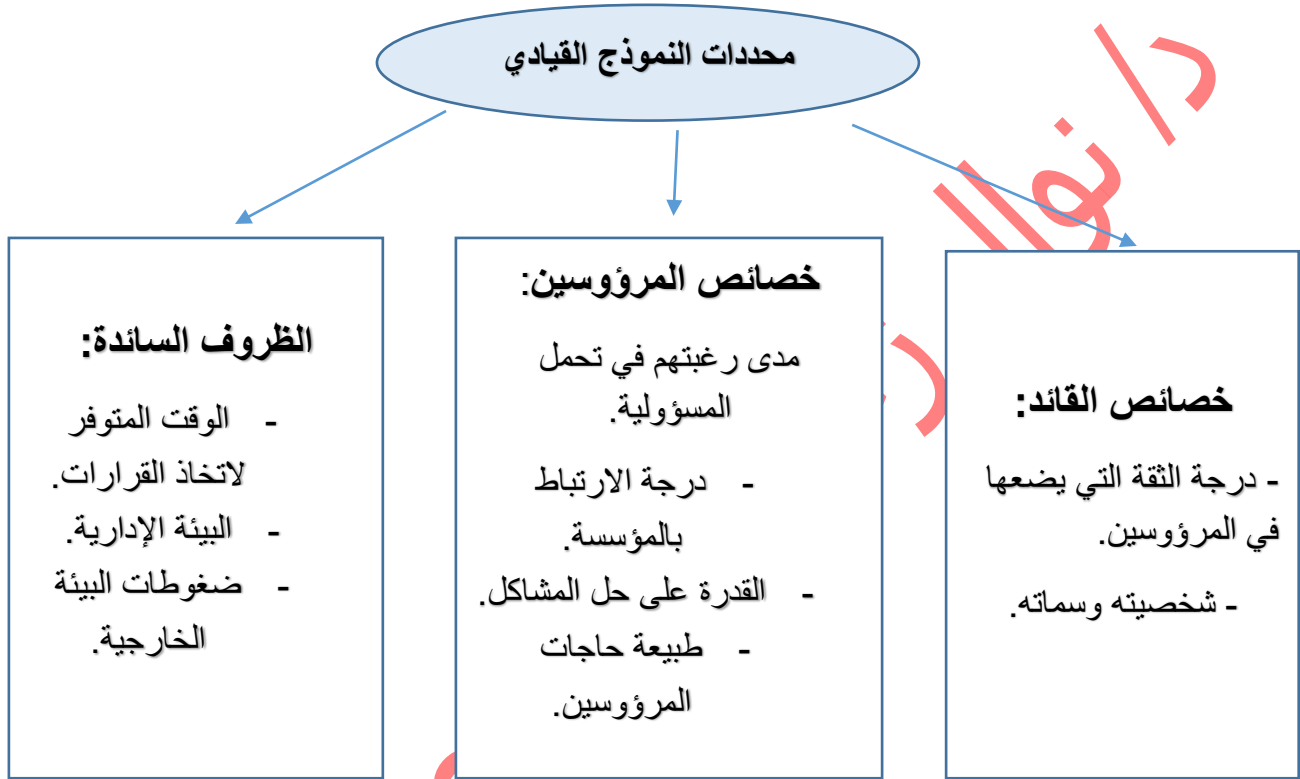 محددات النموذج القيادي
د/ نوال
خصائص القائد:
- درجة الثقة التي يضعها
في المرؤوسين.
- شخصيته وسماته.
خصائص المرؤوسين:
مدى رغبتهم في تحمل
المسؤولية.
- درجة الارتباط
بالمؤسسة.
- القدرة على حل المشاكل.
- طبيعة حاجات
المرؤوسين.
الظروف السائدة:
- الوقت المتوفر
لاتخاذ القرارات.
- البيئة الإدارية.
- ضغوطات البيئة
الخارجية.